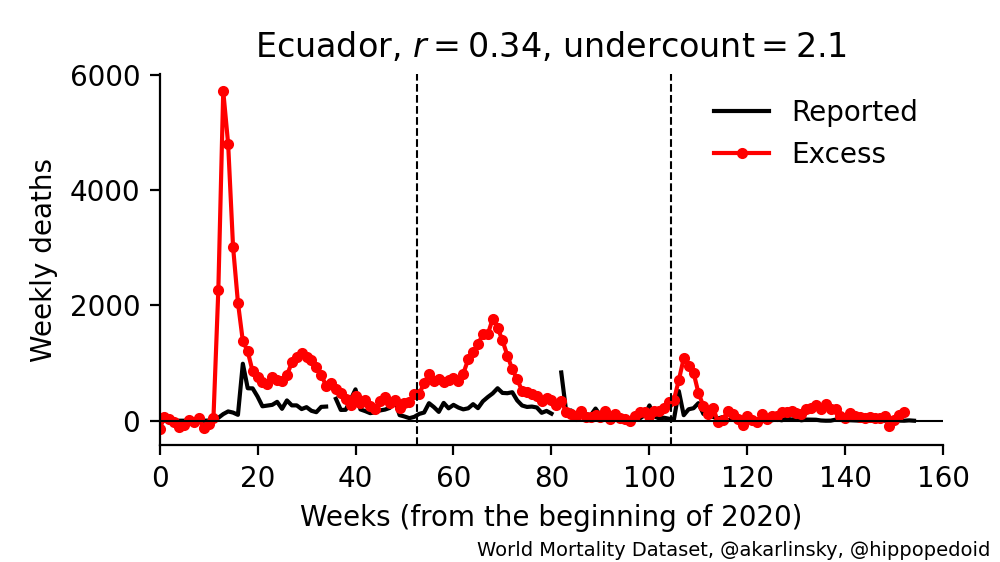 Ecuador, r = 0.34, undercount = 2.1
6000
4000
2000
0
Weekly deaths
Reported
Excess
0 20 40 60 80 100 120 140 160
Weeks (from the beginning of 2020)
World Mortality Dataset, @akarlinsky, @hippopedoid